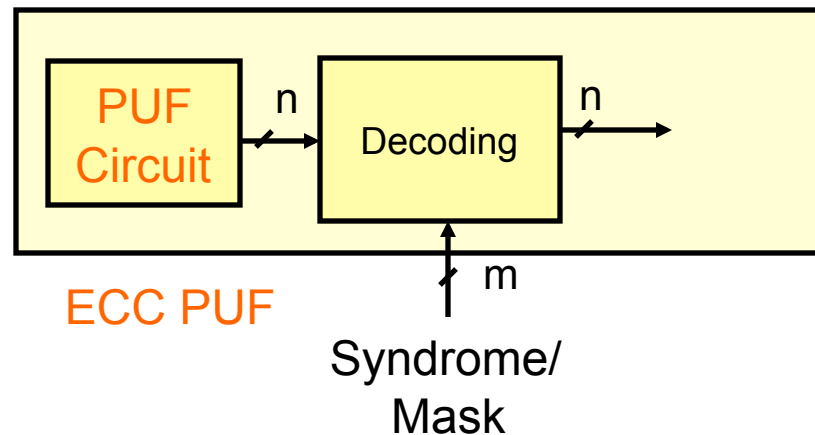 PUF
Circuit
n
Decoding
n
m
ECC PUF
Syndrome/
Mask